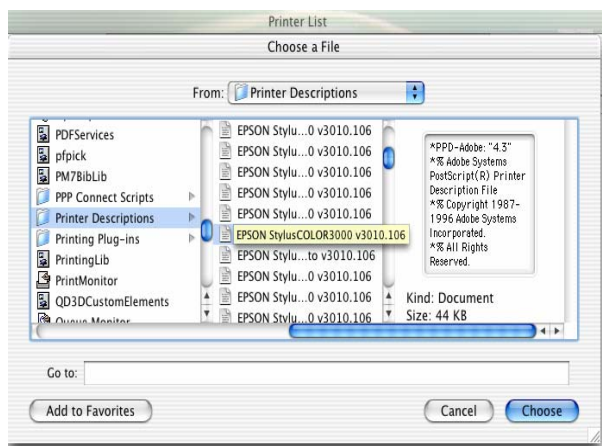 Printer List
Choose a File
From: Printer Descriptions
PDFServices
pfpick
PM7BibLib
PPP Connect Scripts
Printer Descriptions
Printing Plug-ins
PrintingLib
PrintMonitor
QD3DCustomElements
Queue Monitor
EPSON Stylu...0 v3010.106
EPSON Stylu...0 v3010.106
EPSON Stylu...0 v3010.106
EPSON Stylu...0 v3010.106
EPSON Stylu...0 v3010.106
EPSON StylusCOLOR3000 v3010.106
EPSON Stylu...to v3010.106
EPSON Stylu...0 v3010.106
EPSON Stylu...0 v3010.106
EPSON Stylu...0 v3010.106
*PPD-Adobe: "4.3"
*% Adobe Systems
PostScript(R) Printer
Description File
*% Copyright 1987-
1996 Adobe Systems
Incorporated.
*% All Rights
Reserved.
Kind: Document
Size: 44 KB
Go to:
Add to Favorites
Cancel
Choose